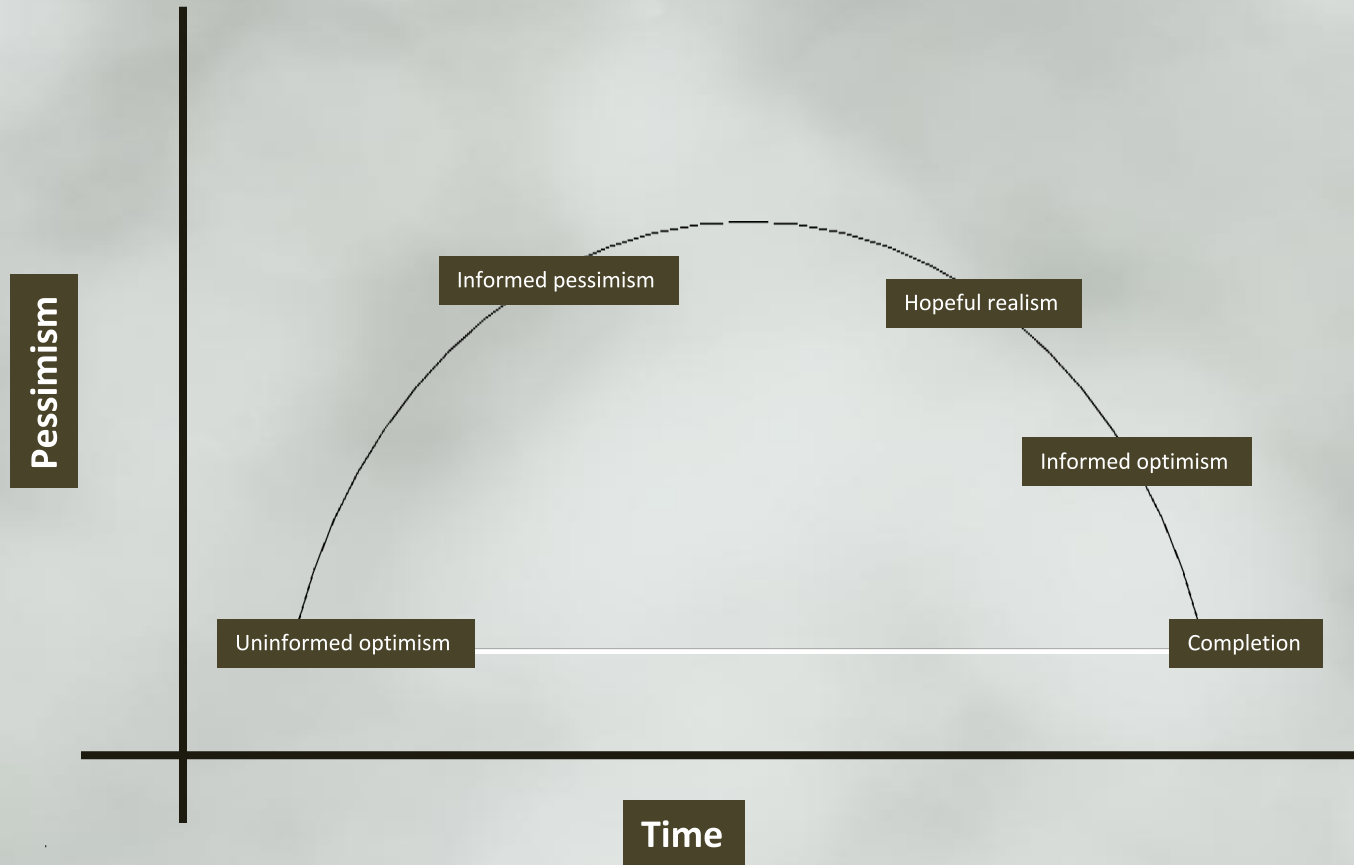 Informed pessimism
Hopeful realism
Pessimism
Informed optimism
Uninformed optimism
Completion
Time